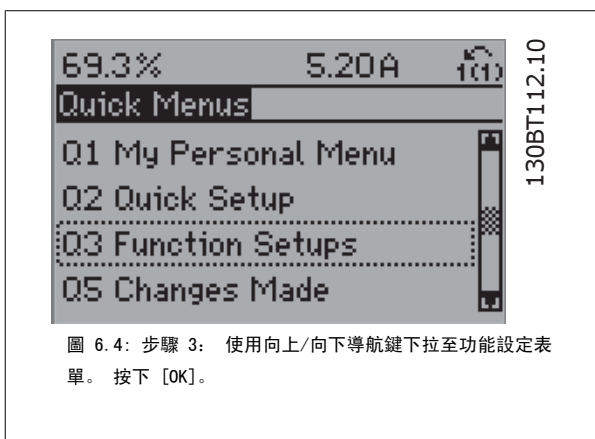 69.3% 5.20A 1(1)
Quick Menus
Q1 My Personal Menu
Q2 Quick Setup
Q3 Function Setups
Q5 Changes Made
130BT112.10
圖 6.4: 步驟 3： 使用向上/向下導航鍵下拉至功能設定表
單。 按下 [OK]。